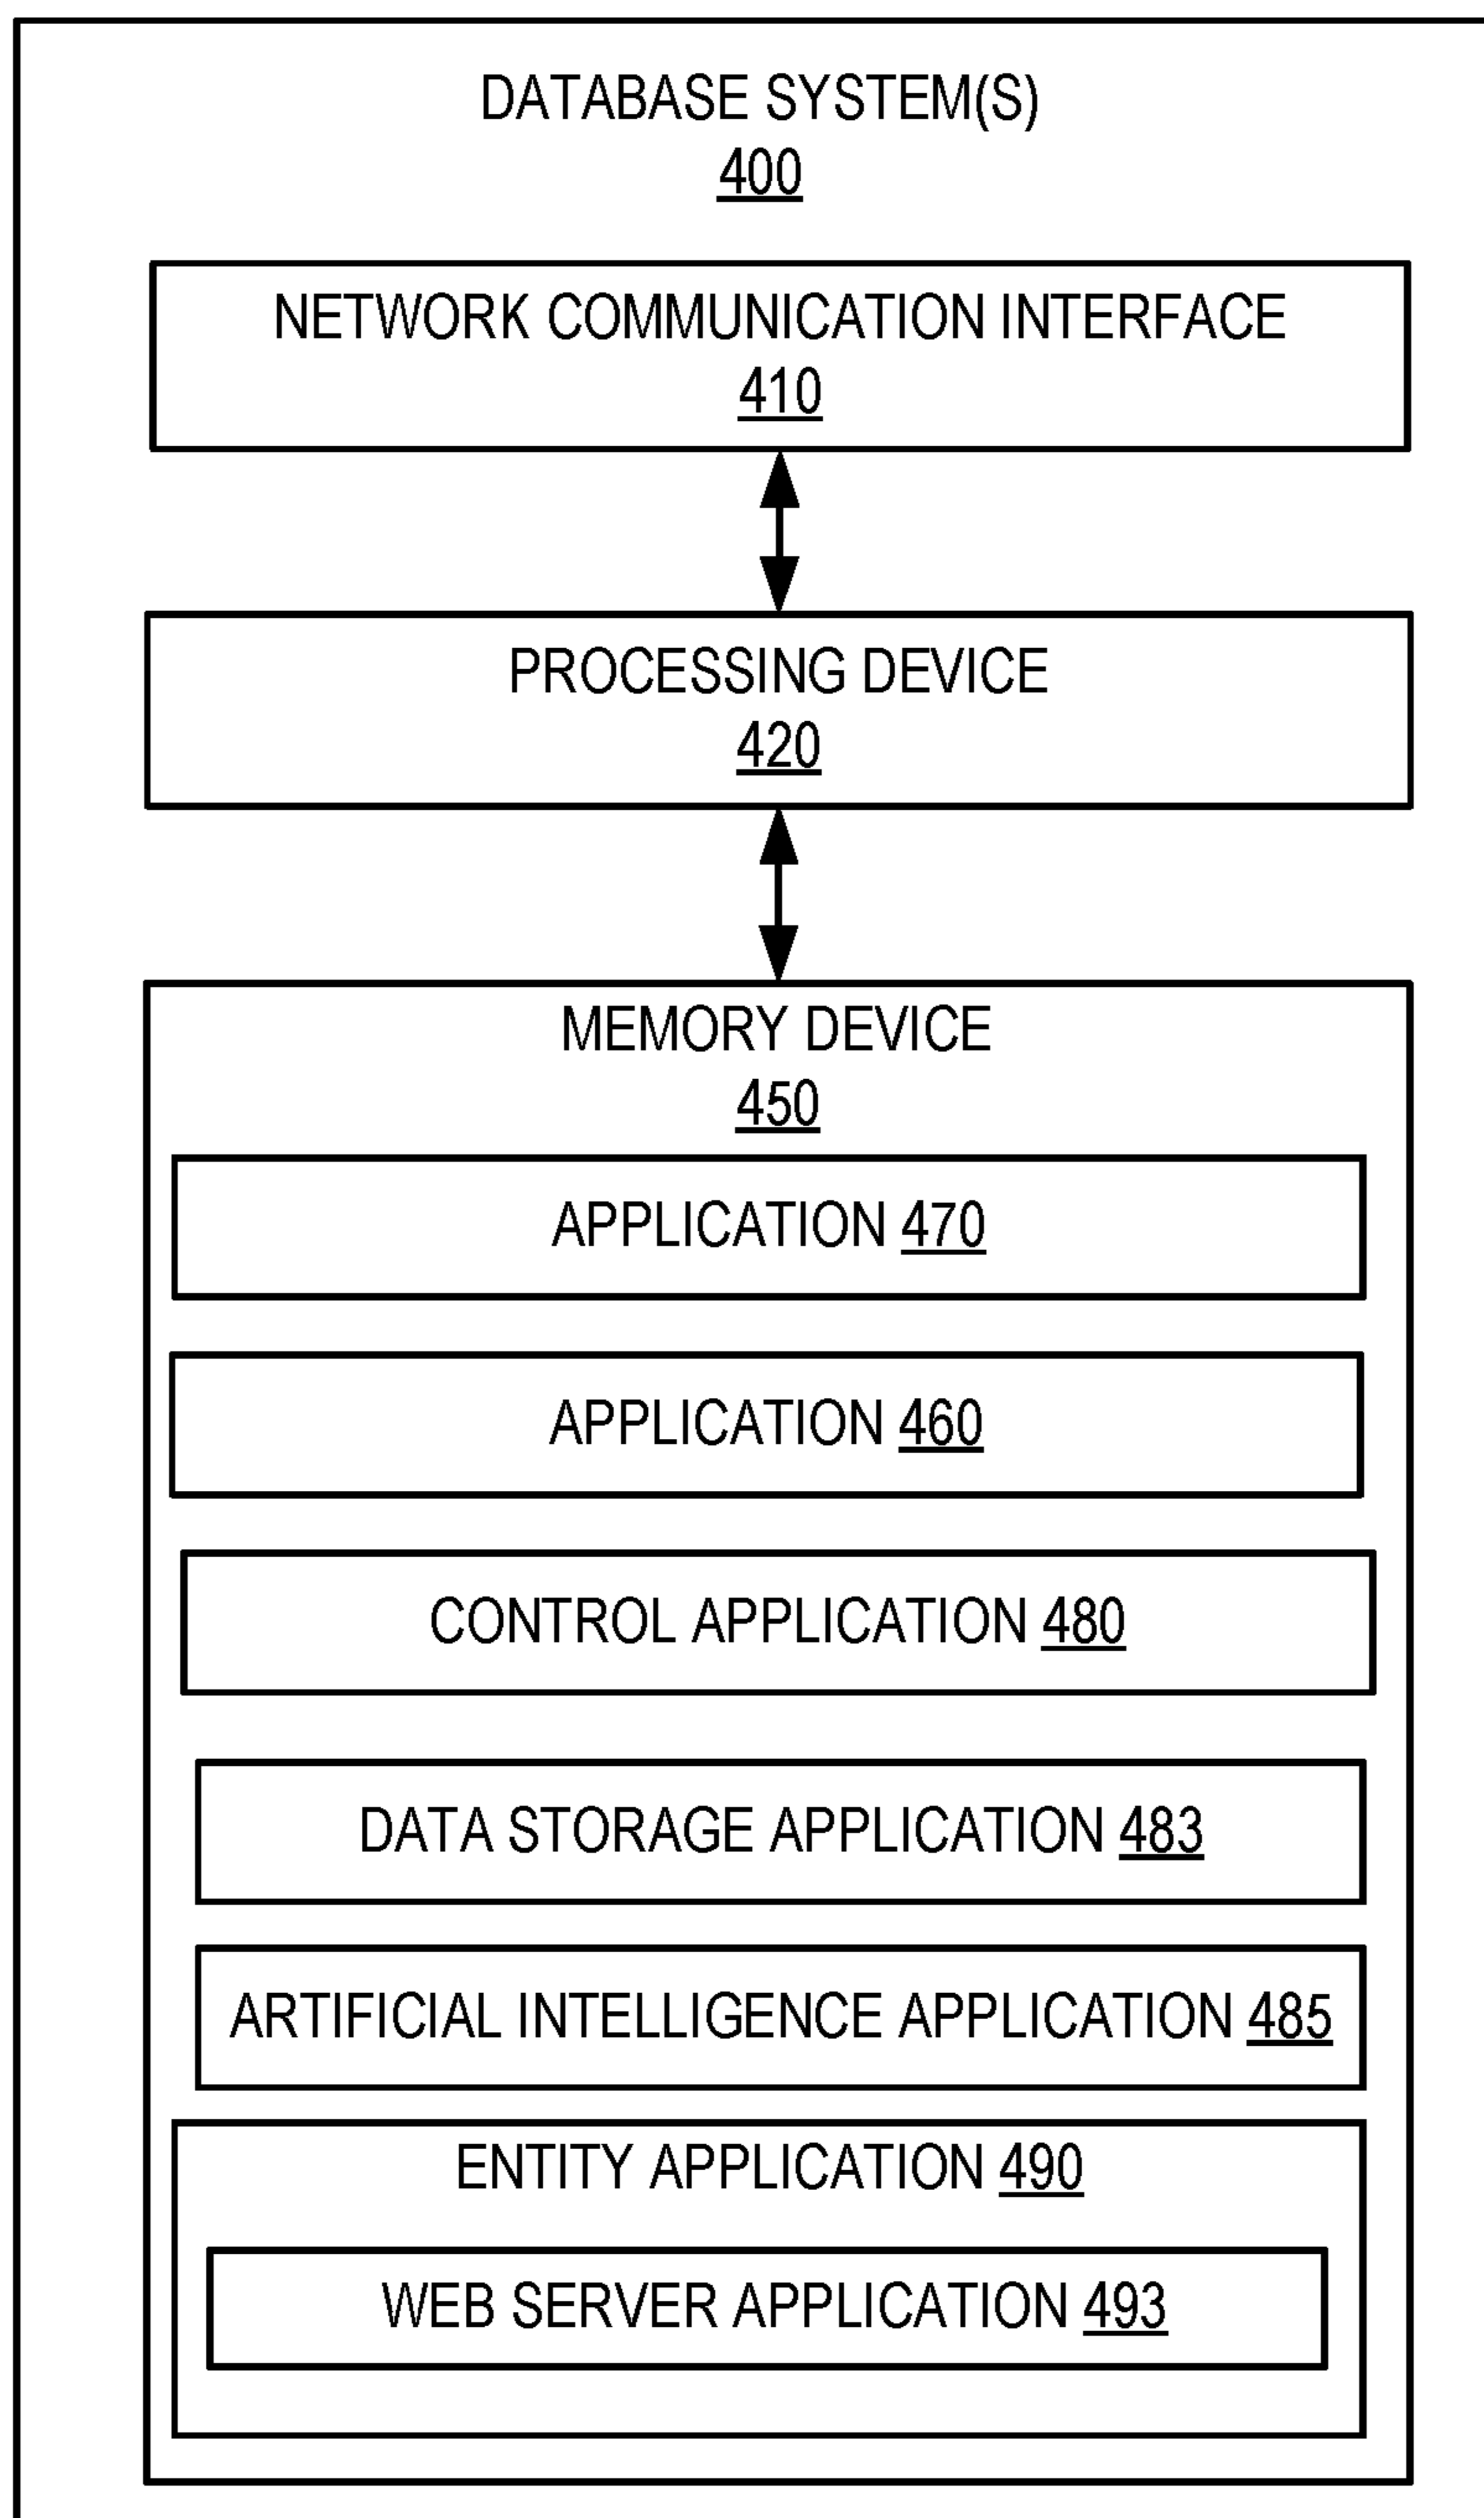 DATABASE SYSTEM(S)
400
NETWORK COMMUNICATION INTERFACE
410
PROCESSING DEVICE
420
MEMORY DEVICE
450
APPLICATION 470
APPLICATION 460
CONTROL APPLICATION 480
DATA STORAGE APPLICATION 483
ARTIFICIAL INTELLIGENCE APPLICATION 485
ENTITY APPLICATION 490
WEB SERVER APPLICATION 493